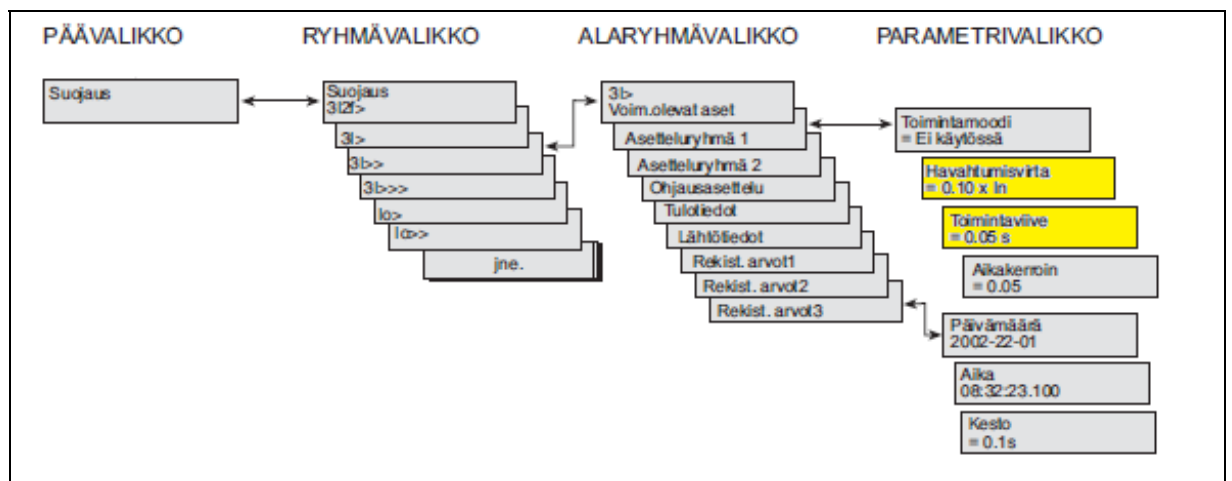 PÄÄVALIKKO
RYHMÄVALIKKO
ALARYHMÄVALIKKO
PARAMETRIVALIKKO
Suojaus
Suojaus
3I2f>
3I>
3I>>
3I>>>
Io>
Io>>
jne.
3I>
Voim.olevat aset
Asetteluryhmä 1
Asetteluryhmä 2
Ohjausasettelu
Tulotiedot
Lähtötiedot
Rekist. arvot1
Rekist. arvot2
Rekist. arvot3
Toimintamoodi
= Ei käytössä
Havahtumisvirta
= 0.10 x In
Toimintaviive
= 0.05 s
Aikakerroin
= 0.05
Päivämäärä
2002-22-01
Aika
08:32:23.100
Kesto
= 0.1s